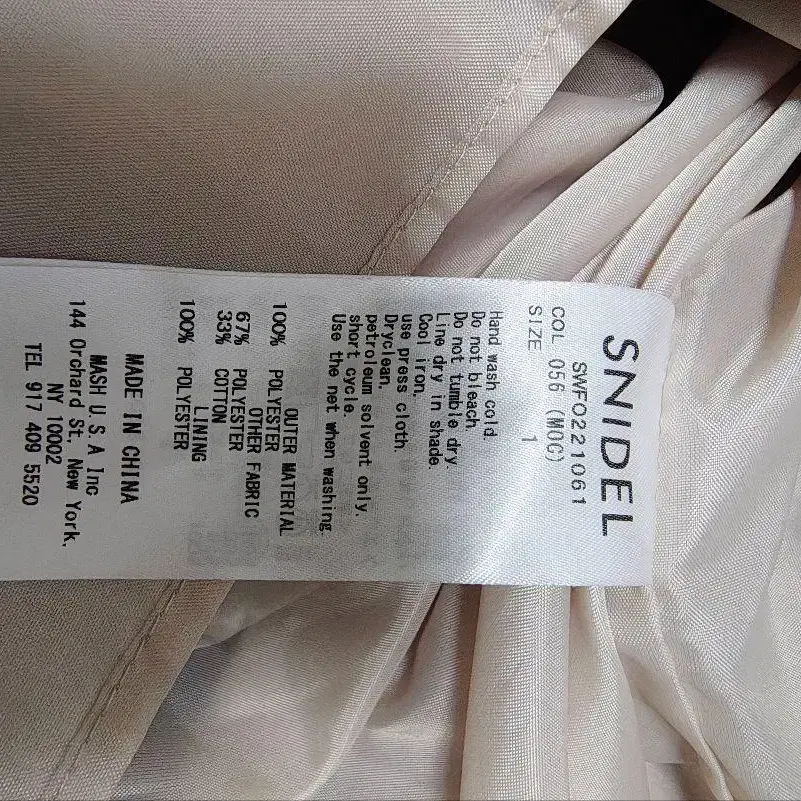 SNIDEL
SWFO221061
COL 056 (MOC)
SIZE 1
Hand wash cold.
Do not bleach.
Do not tumble dry.
Line dry in shade.
Cool iron.
use press cloth.
Dryclean.
petroleum solvent only.
short cycle.
Use the net when washing.
OUTER MATERIAL
100% POLYESTER
OTHER FABRIC
67% POLYESTER
33% COTTON
LINING
100% POLYESTER
MADE IN CHINA
MASH U.S.A Inc
144 Orchard St, New York,
NY 10002
TEL 917 409 5520